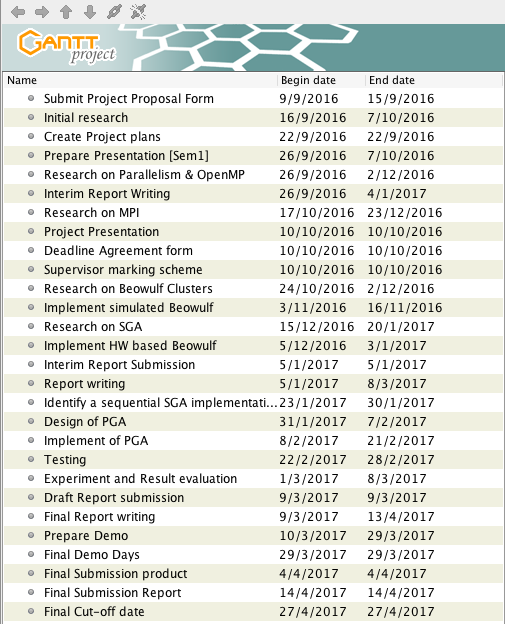 GANTT
project
Name Begin date End date
Submit Project Proposal Form 9/9/2016 15/9/2016
Initial research 16/9/2016 7/10/2016
Create Project plans 22/9/2016 22/9/2016
Prepare Presentation [Sem1] 26/9/2016 7/10/2016
Research on Parallelism & OpenMP 26/9/2016 2/12/2016
Interim Report Writing 26/9/2016 4/1/2017
Research on MPI 17/10/2016 23/12/2016
Project Presentation 10/10/2016 10/10/2016
Deadline Agreement form 10/10/2016 10/10/2016
Supervisor marking scheme 10/10/2016 10/10/2016
Research on Beowulf Clusters 24/10/2016 2/12/2016
Implement simulated Beowulf 3/11/2016 16/11/2016
Research on SGA 15/12/2016 20/1/2017
Implement HW based Beowulf 5/12/2016 3/1/2017
Interim Report Submission 5/1/2017 5/1/2017
Report writing 5/1/2017 8/3/2017
Identify a sequential SGA implementati... 23/1/2017 30/1/2017
Design of PGA 31/1/2017 7/2/2017
Implement of PGA 8/2/2017 21/2/2017
Testing 22/2/2017 28/2/2017
Experiment and Result evaluation 1/3/2017 8/3/2017
Draft Report submission 9/3/2017 9/3/2017
Final Report writing 9/3/2017 13/4/2017
Prepare Demo 10/3/2017 29/3/2017
Final Demo Days 29/3/2017 29/3/2017
Final Submission product 4/4/2017 4/4/2017
Final Submission Report 14/4/2017 14/4/2017
Final Cut-off date 27/4/2017 27/4/2017